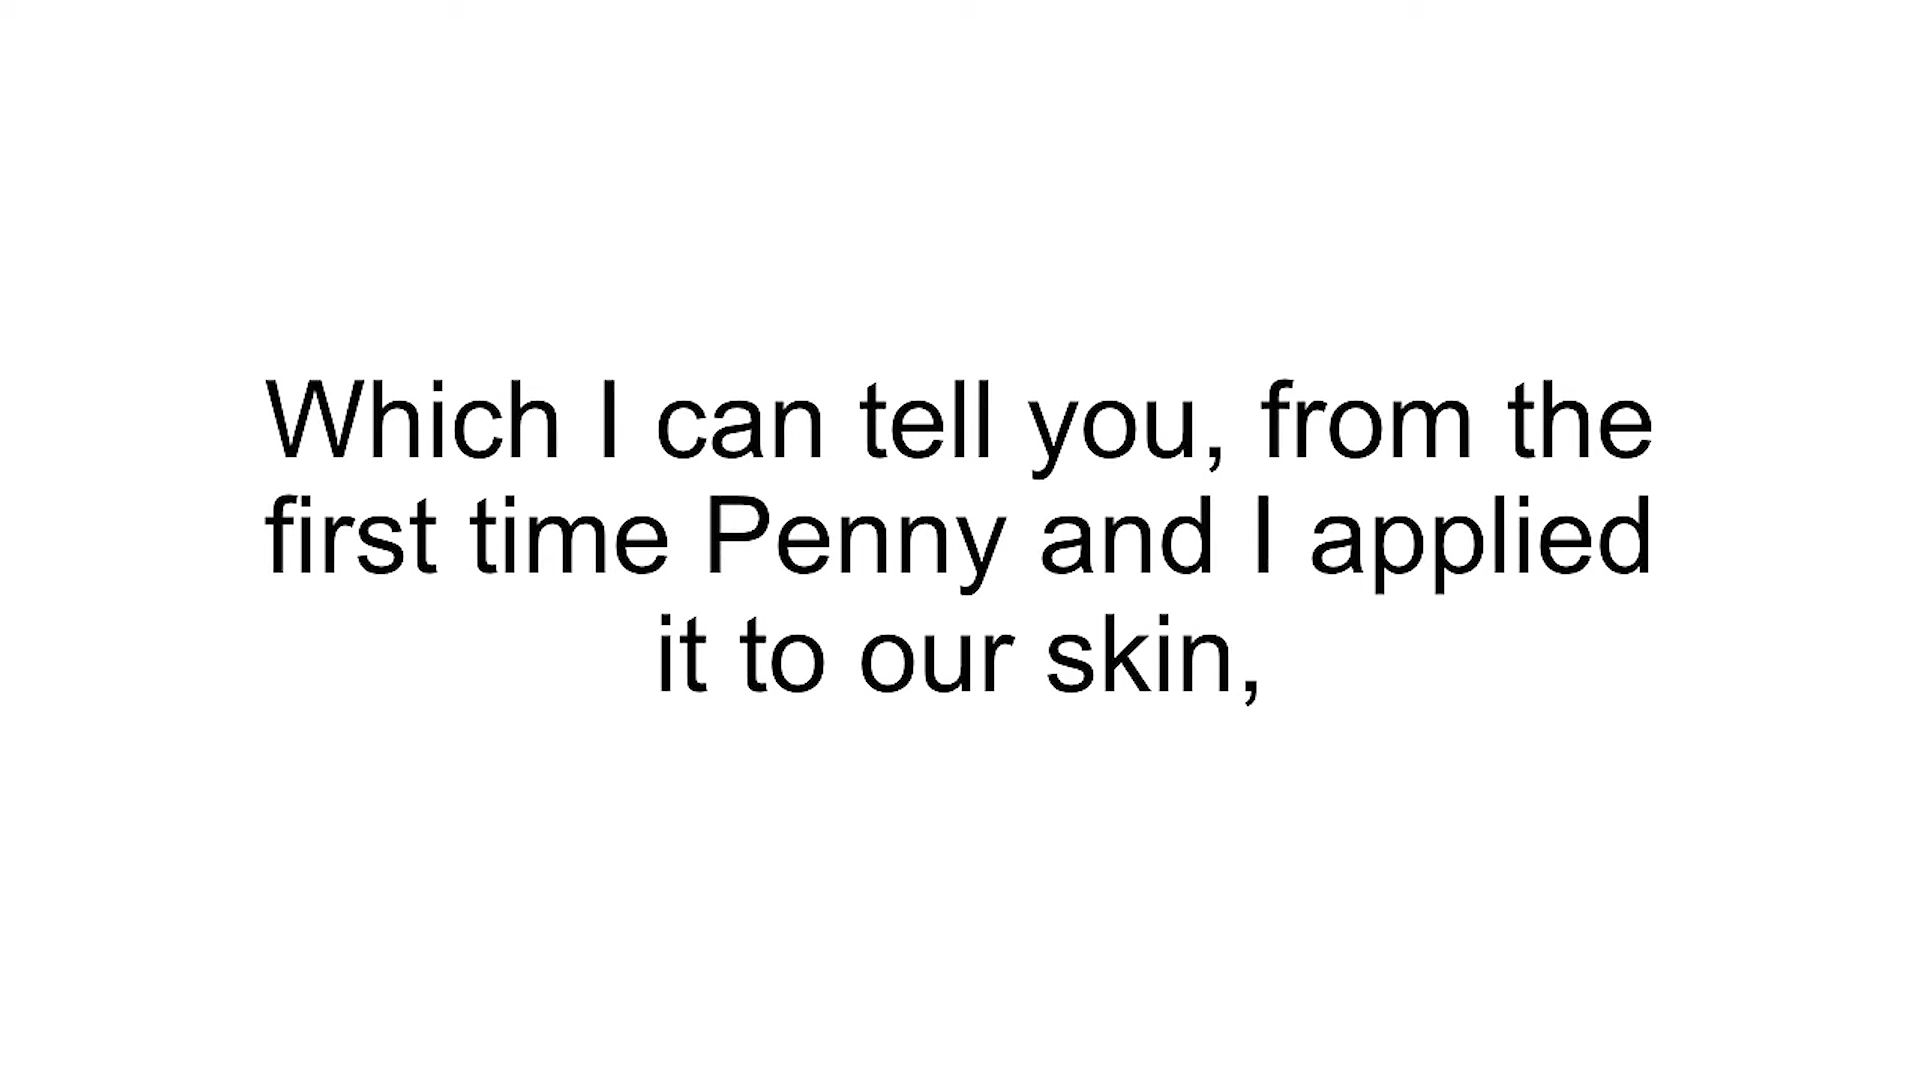 Which I can tell you, from the
first time Penny and I applied
it to our skin,